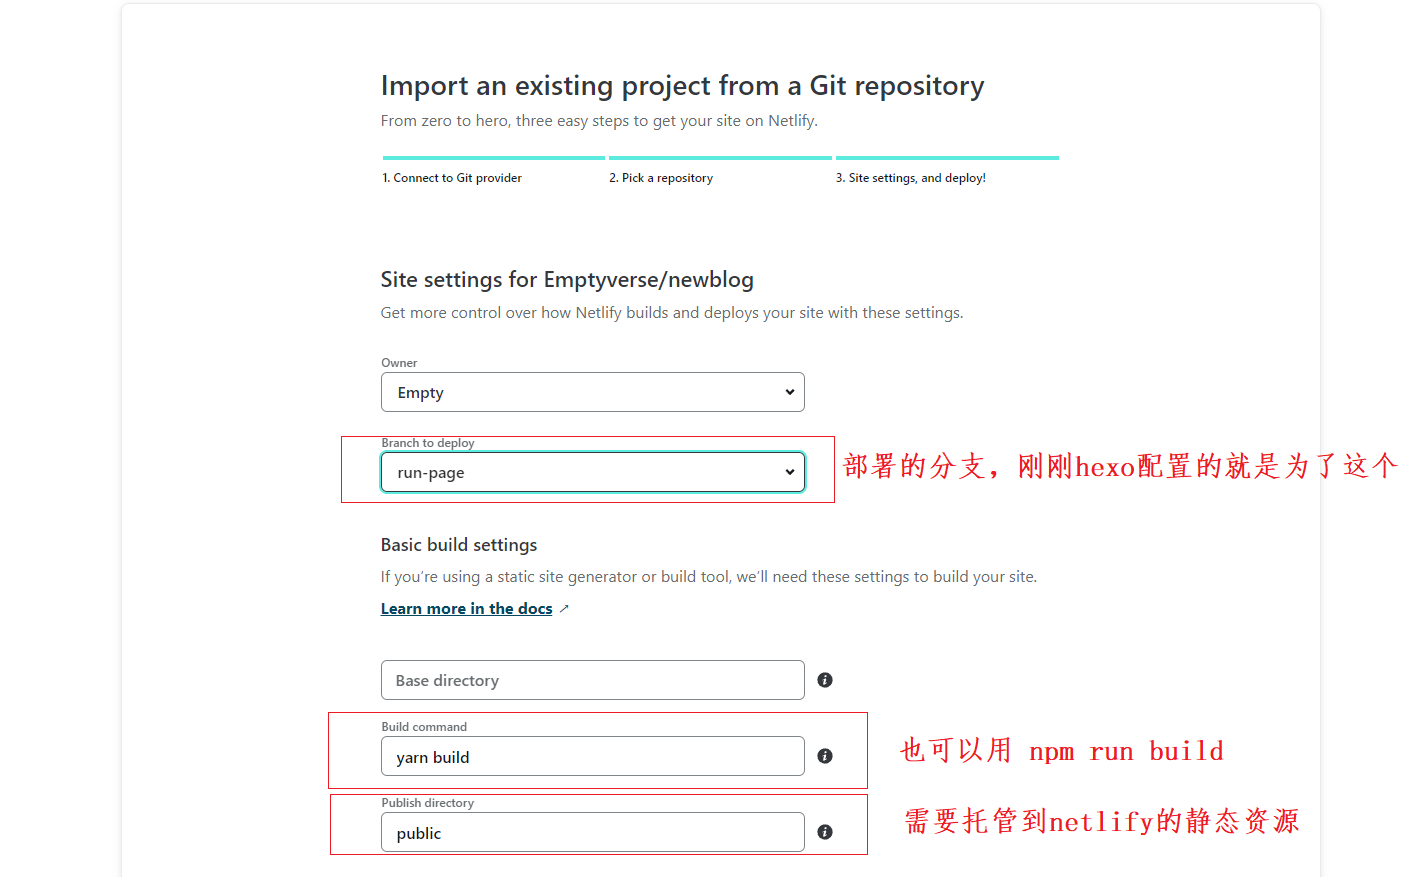 Import an existing project from a Git repository
From zero to hero, three easy steps to get your site on Netlify.
1. Connect to Git provider
2. Pick a repository
3. Site settings, and deploy!
Site settings for Emptyverse/newblog
Get more control over how Netlify builds and deploys your site with these settings.
Owner
Empty
Branch to deploy
run-page
部署的分支，刚刚hexo配置的就是为了这个
Basic build settings
If you’re using a static site generator or build tool, we’ll need these settings to build your site.
Learn more in the docs ↗
Base directory
Build command
yarn build
也可以用 npm run build
Publish directory
public
需要托管到netlify的静态资源